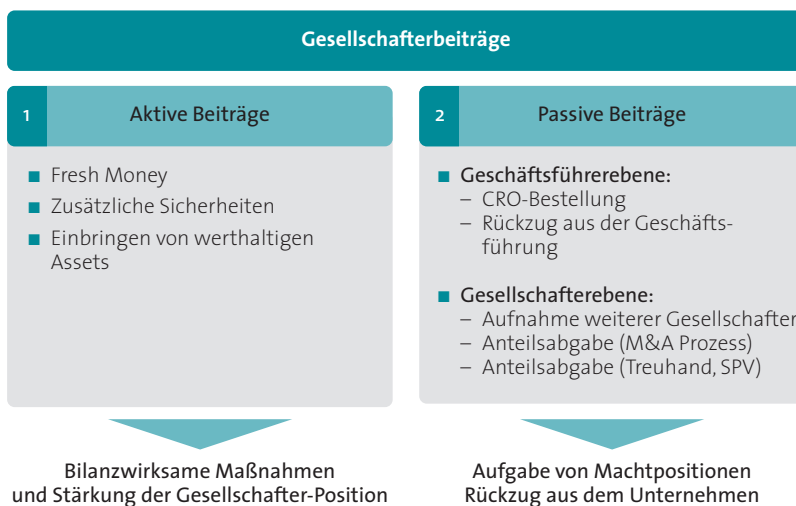 Gesellschafterbeiträge
1 Aktive Beiträge
■ Fresh Money
■ Zusätzliche Sicherheiten
■ Einbringen von werthaltigen
Assets
Bilanzwirksame Maßnahmen
und Stärkung der Gesellschafter-Position
2 Passive Beiträge
■ Geschäftsführerebene:
– CRO-Bestellung
– Rückzug aus der Geschäfts-
führung
■ Gesellschafterebene:
– Aufnahme weiterer Gesellschafter
– Anteilsabgabe (M&A Prozess)
– Anteilsabgabe (Treuhand, SPV)
Aufgabe von Machtpositionen
Rückzug aus dem Unternehmen